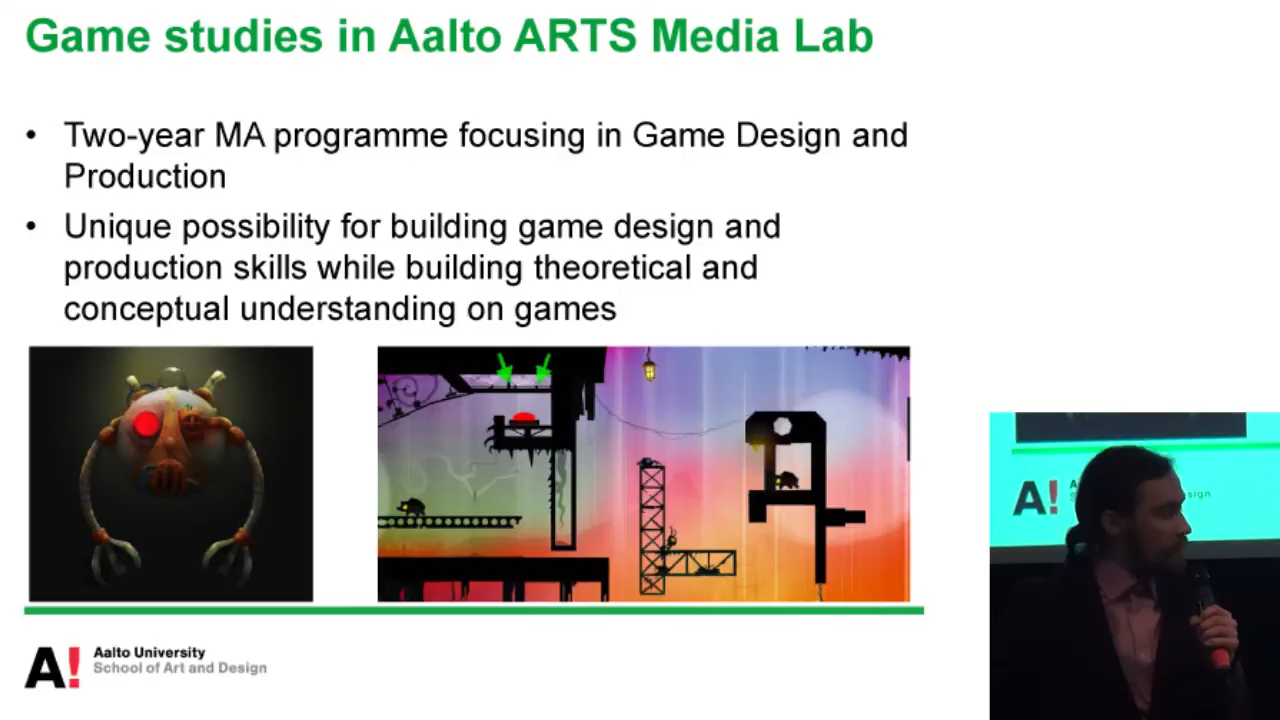 Game studies in Aalto ARTS Media Lab
• Two-year MA programme focusing in Game Design and
Production
• Unique possibility for building game design and
production skills while building theoretical and
conceptual understanding on games
A! Aalto University
School of Art and Design
A!